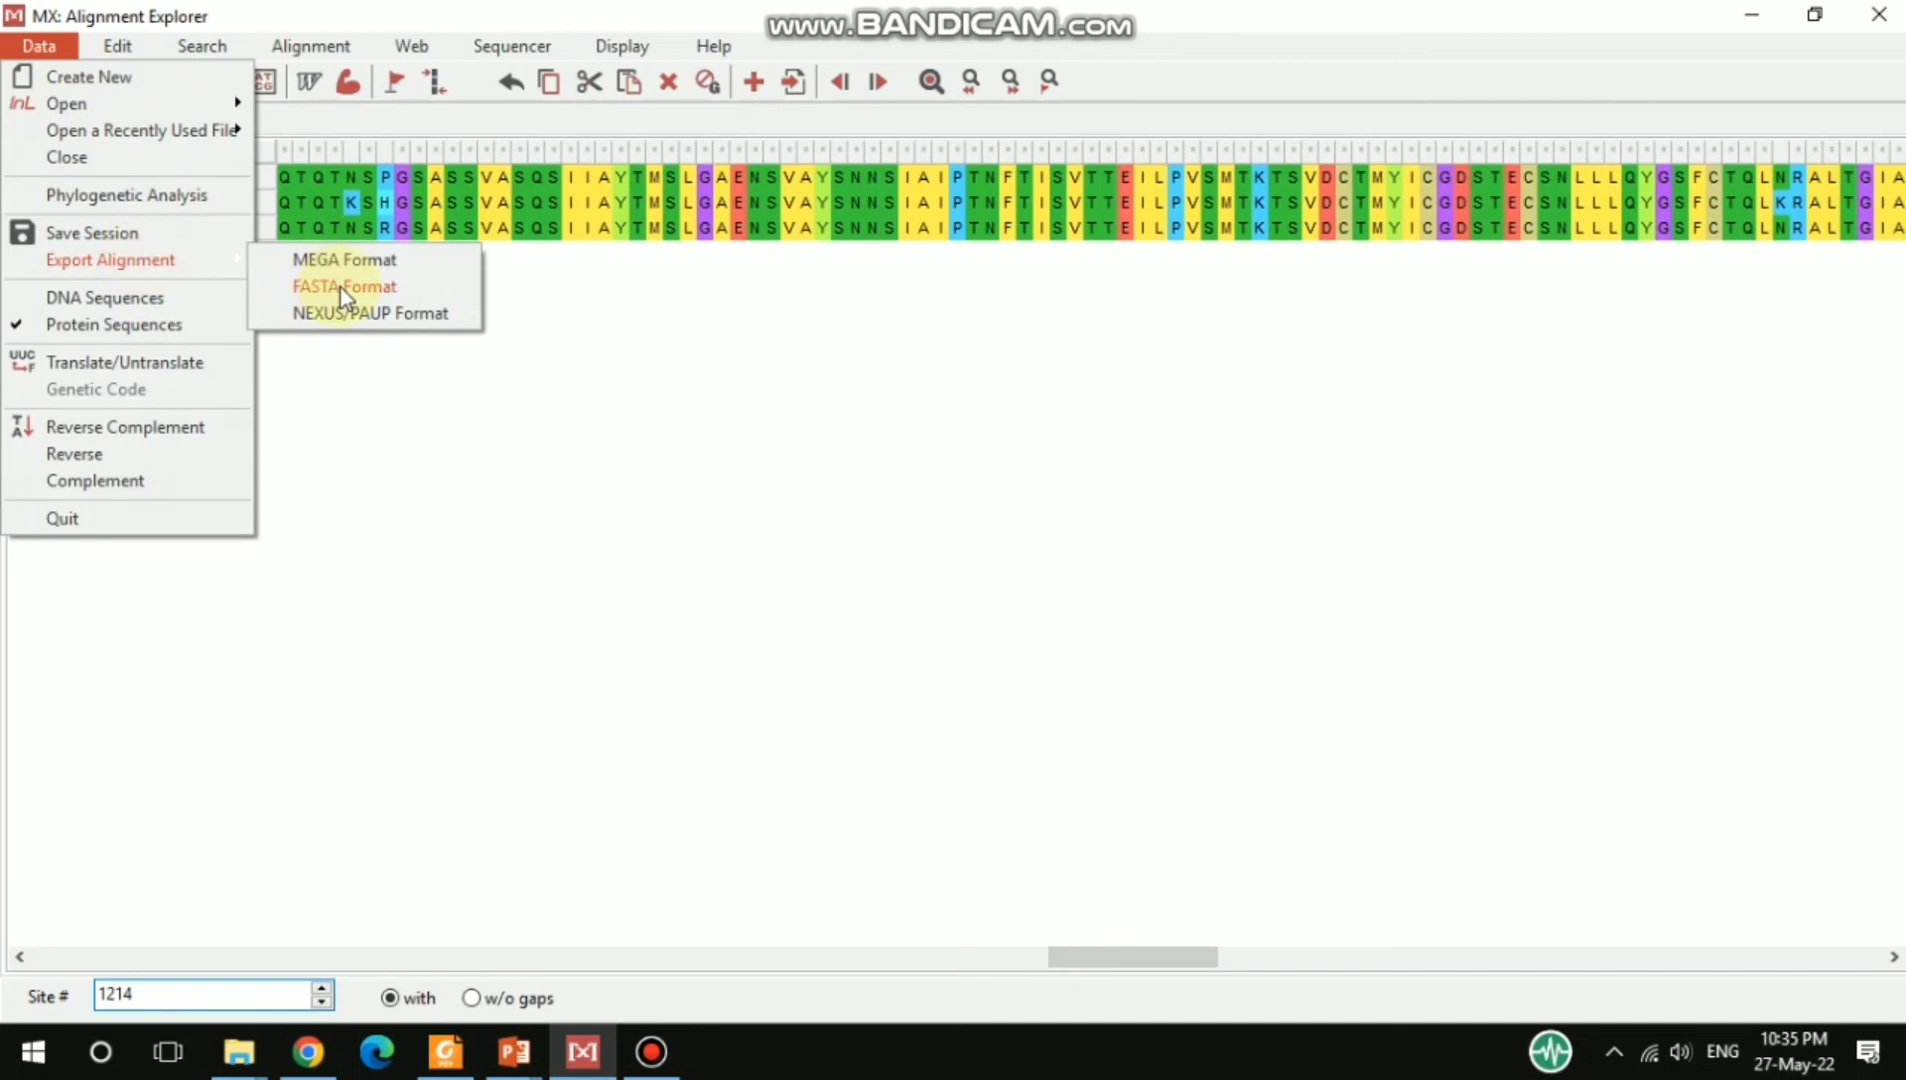 MX: Alignment Explorer
www.BANDICAM.com
Data Edit Search Alignment Web Sequencer Display Help
Create New
InL Open
Open a Recently Used File
Close
Phylogenetic Analysis
Save Session
Export Alignment
DNA Sequences
Protein Sequences
UUC F Translate/Untranslate
Genetic Code
T A Reverse Complement
Reverse
Complement
Quit
MEGA Format
FASTA Format
NEXUS/PAUP Format
Q T Q T N S P G S A S S V A S Q S I I A Y T M S L G A E N S V A Y S N N S I A I P T N F T I S V T T E I L P V S M T K T S V D C T M Y I C G D S T E C S N L L L Q Y G S F C T Q L N R A L T G I A
Q T Q T K S H G S A S S V A S Q S I I A Y T M S L G A E N S V A Y S N N S I A I P T N F T I S V T T E I L P V S M T K T S V D C T M Y I C G D S T E C S N L L L Q Y G S F C T Q L K R A L T G I A
Q T Q T N S R G S A S S V A S Q S I I A Y T M S L G A E N S V A Y S N N S I A I P T N F T I S V T T E I L P V S M T K T S V D C T M Y I C G D S T E C S N L L L Q Y G S F C T Q L N R A L T G I A
Site # 1214 with w/o gaps
ENG
10:35 PM
27-May-22